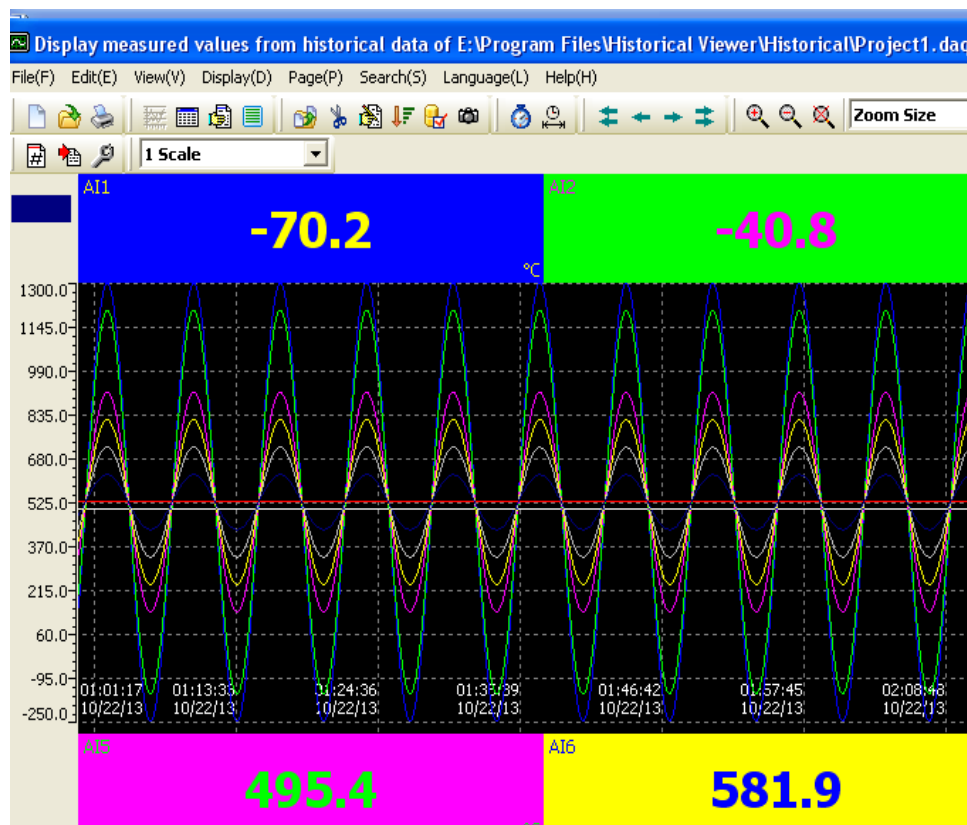 Display measured values from historical data of E:\Program Files\Historical Viewer\Historical\Project1.dac
File(F) Edit(E) View(V) Display(D) Page(P) Search(S) Language(L) Help(H)
Zoom Size
1 Scale
AI1
-70.2
°C
AI2
-40.8
1300.0
1145.0
990.0
835.0
680.0
525.0
370.0
215.0
60.0
-95.0
-250.0
01:01:17 01:13:33 01:24:36 01:35:39 01:46:42 01:57:45 02:08:48
10/22/13 10/22/13 10/22/13 10/22/13 10/22/13 10/22/13 10/22/13
AI5
495.4
AI6
581.9